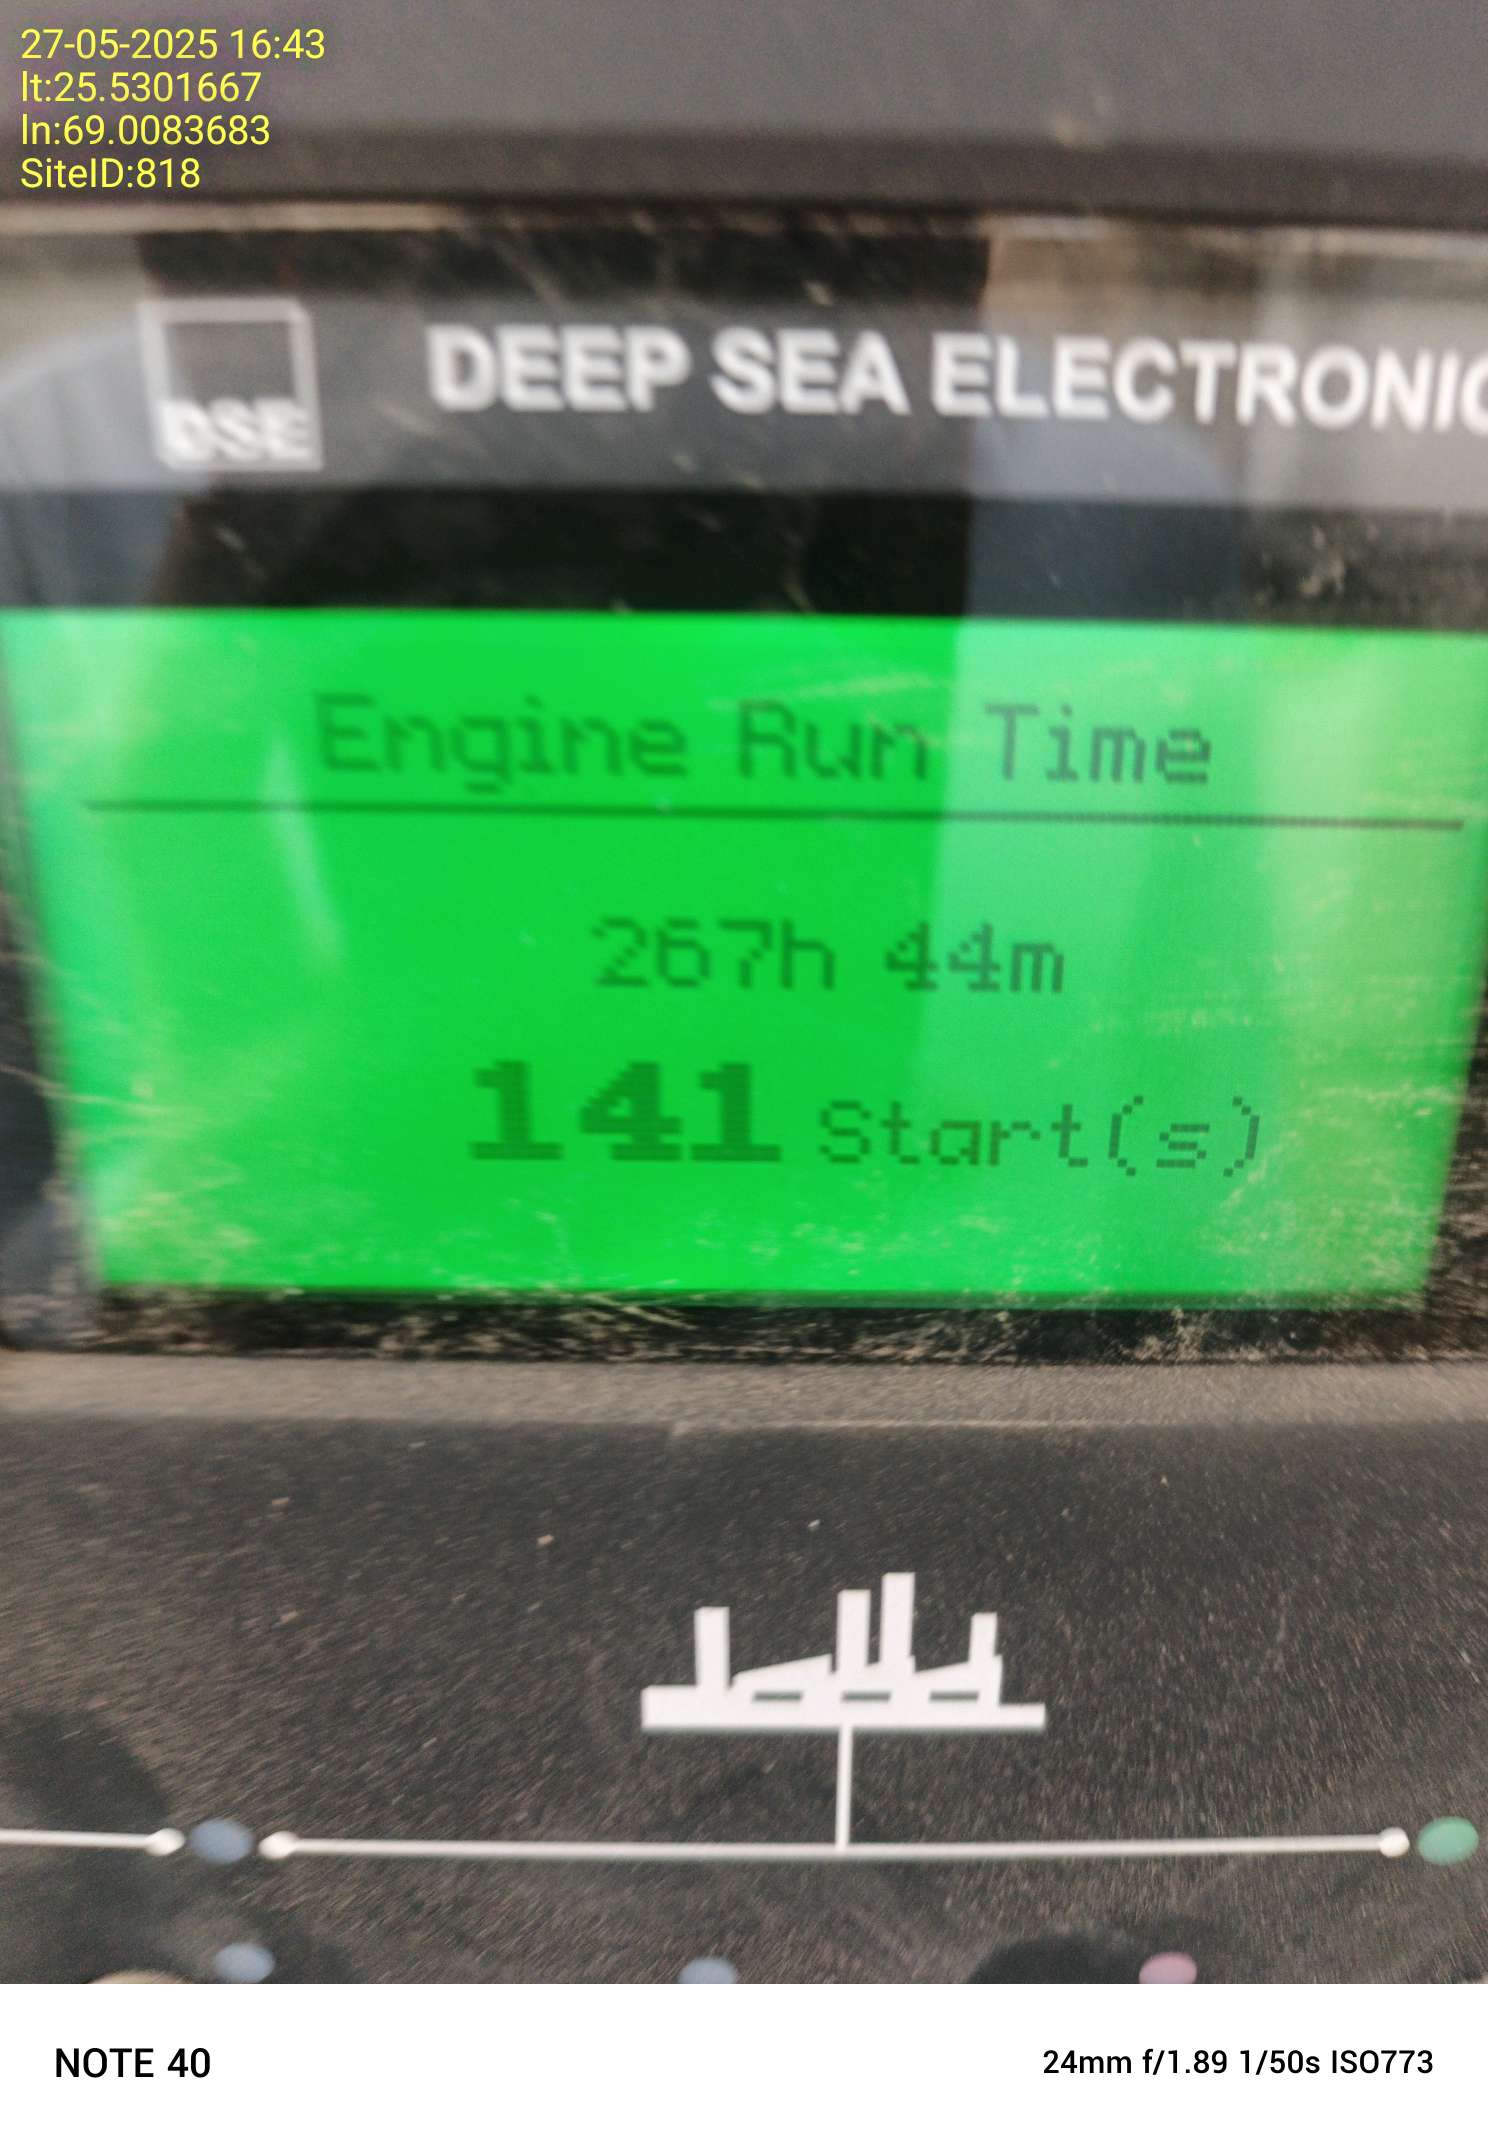 27-05-2025 16:43
lt:25.5301667
ln:69.0083683
SiteID:818
DSE
DEEP SEA ELECTRONIC
Engine Run Time
267h 44m
141 Start(s)
NOTE 40
24mm f/1.89 1/50s ISO773